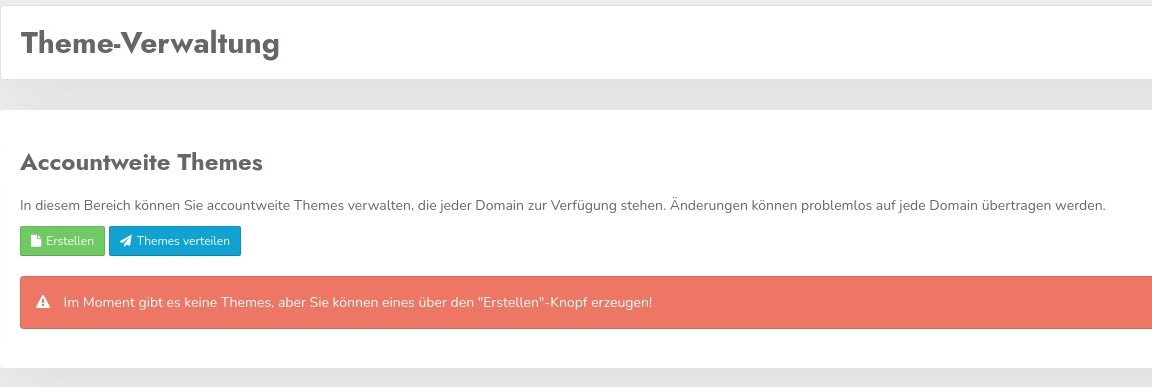 Theme-Verwaltung
Accountweite Themes
In diesem Bereich können Sie accountweite Themes verwalten, die jeder Domain zur Verfügung stehen. Änderungen können problemlos auf jede Domain übertragen werden.
Erstellen Themes verteilen
Im Moment gibt es keine Themes, aber Sie können eines über den "Erstellen"-Knopf erzeugen!